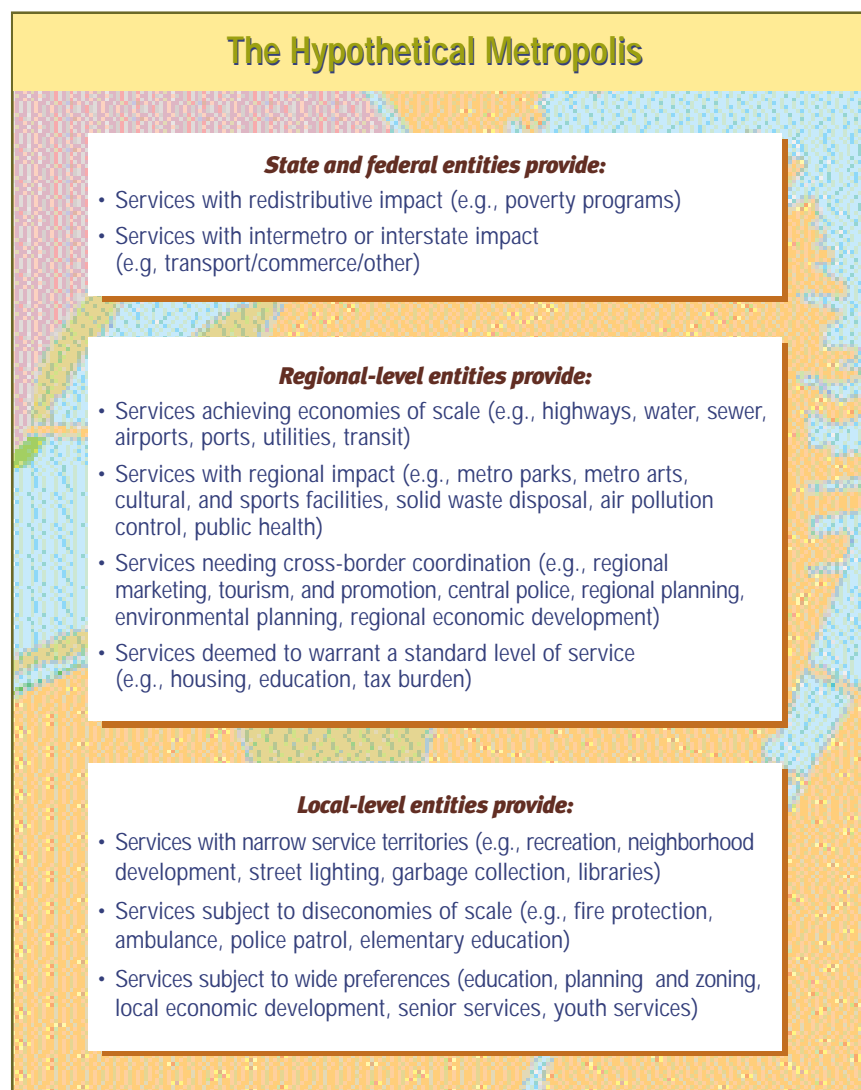 The Hypothetical Metropolis
State and federal entities provide:
• Services with redistributive impact (e.g., poverty programs)
• Services with intermetro or interstate impact
(e.g, transport/commerce/other)
Regional-level entities provide:
• Services achieving economies of scale (e.g., highways, water, sewer,
airports, ports, utilities, transit)
• Services with regional impact (e.g., metro parks, metro arts,
cultural, and sports facilities, solid waste disposal, air pollution
control, public health)
• Services needing cross-border coordination (e.g., regional
marketing, tourism, and promotion, central police, regional planning,
environmental planning, regional economic development)
• Services deemed to warrant a standard level of service
(e.g., housing, education, tax burden)
Local-level entities provide:
• Services with narrow service territories (e.g., recreation, neighborhood
development, street lighting, garbage collection, libraries)
• Services subject to diseconomies of scale (e.g., fire protection,
ambulance, police patrol, elementary education)
• Services subject to wide preferences (education, planning and zoning,
local economic development, senior services, youth services)